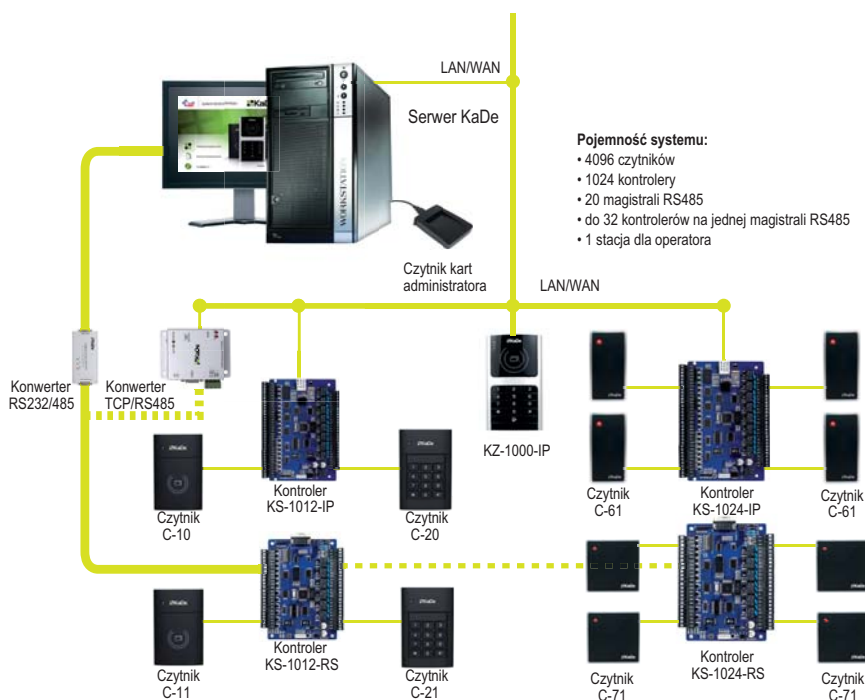 LAN/WAN
Serwer KaDe
WORKSTATION
Pojemność systemu:
• 4096 czytników
• 1024 kontrolery
• 20 magistrali RS485
• do 32 kontrolerów na jednej magistrali RS485
• 1 stacja dla operatora
Czytnik kart
administratora
LAN/WAN
Konwerter
RS232/485
Konwerter
TCP/RS485
KZ-1000-IP
Kontroler
KS-1012-IP
Czytnik
C-10
Czytnik
C-20
Czytnik
C-61
Kontroler
KS-1024-IP
Czytnik
C-61
Kontroler
KS-1012-RS
Czytnik
C-11
Czytnik
C-21
Czytnik
C-71
Kontroler
KS-1024-RS
Czytnik
C-71